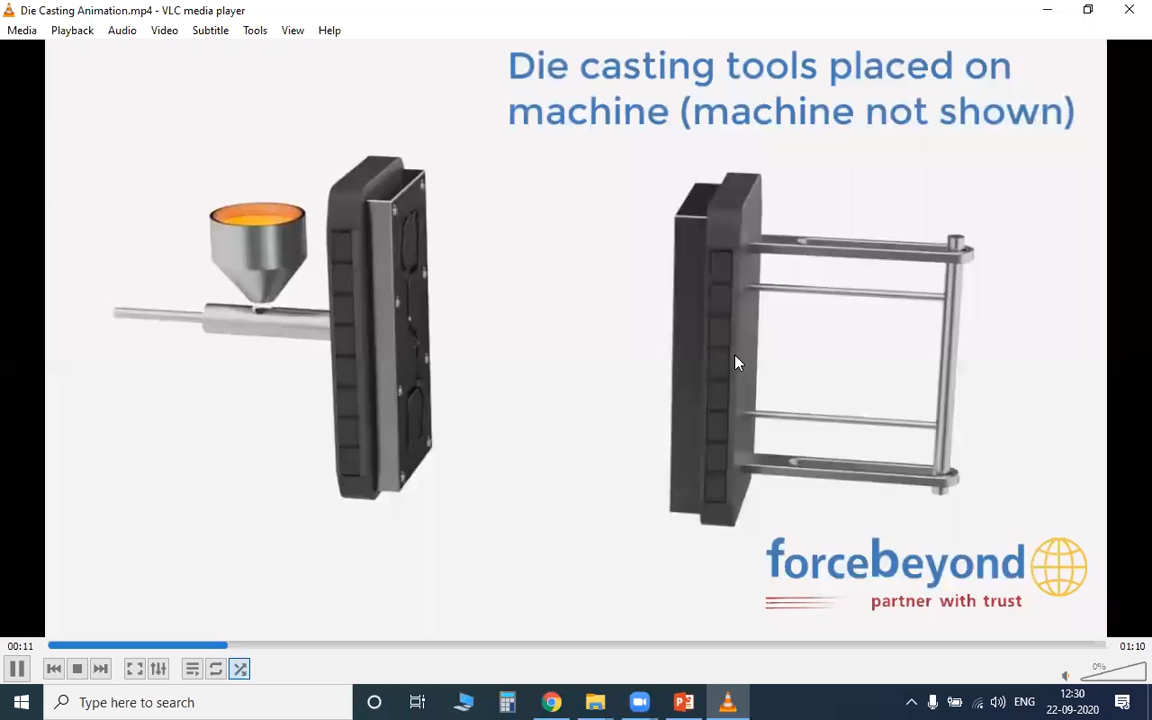 Die Casting Animation.mp4 - VLC media player
Media Playback Audio Video Subtitle Tools View Help
Die casting tools placed on
machine (machine not shown)
forcebeyond
partner with trust
00:11
01:10
0%
Type here to search
ENG
12:30
22-09-2020